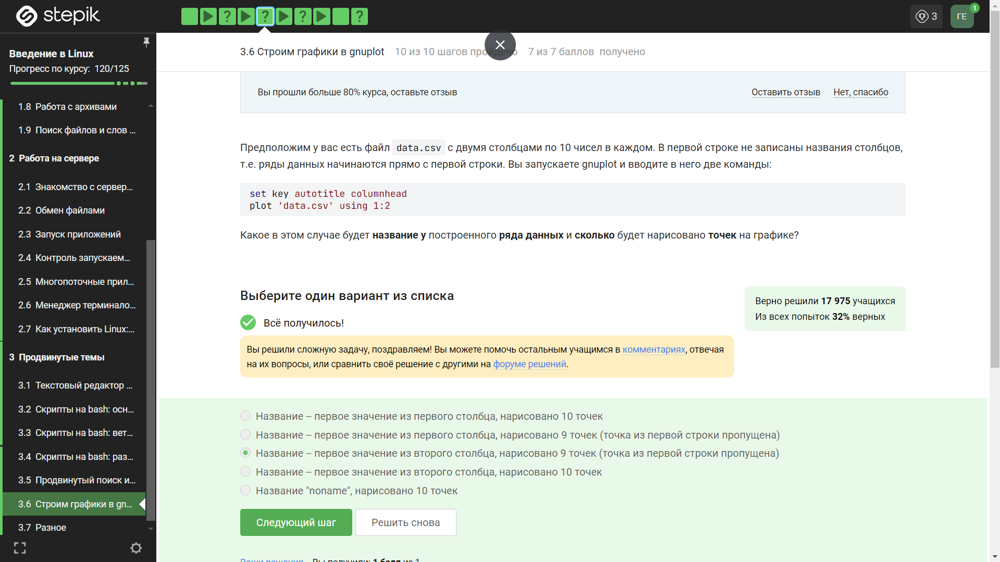 stepik
3
ГЕ
1
Введение в Linux
Прогресс по курсу: 120/125
1.8 Работа с архивами
1.9 Поиск файлов и слов ...
2 Работа на сервере
2.1 Знакомство с сервер...
2.2 Обмен файлами
2.3 Запуск приложений
2.4 Контроль запускаем...
2.5 Многопоточные прил...
2.6 Менеджер терминало...
2.7 Как установить Linux:...
3 Продвинутые темы
3.1 Текстовый редактор ...
3.2 Скрипты на bash: осн...
3.3 Скрипты на bash: вет...
3.4 Скрипты на bash: раз...
3.5 Продвинутый поиск и...
3.6 Строим графики в gn...
3.7 Разное
3.6 Строим графики в gnuplot 10 из 10 шагов пройдено 7 из 7 баллов получено
Вы прошли больше 80% курса, оставьте отзыв Оставить отзыв Нет, спасибо
Предположим у вас есть файл data.csv с двумя столбцами по 10 чисел в каждом. В первой строке не записаны названия столбцов,
т.е. ряды данных начинаются прямо с первой строки. Вы запускаете gnuplot и вводите в него две команды:
set key autotitle columnhead
plot 'data.csv' using 1:2
Какое в этом случае будет название у построенного ряда данных и сколько будет нарисовано точек на графике?
Выберите один вариант из списка
Верно решили 17 975 учащихся
Из всех попыток 32% верных
Всё получилось!
Вы решили сложную задачу, поздравляем! Вы можете помочь остальным учащимся в комментариях, отвечая
на их вопросы, или сравнить своё решение с другими на форуме решений.
Название -- первое значение из первого столбца, нарисовано 10 точек
Название -- первое значение из первого столбца, нарисовано 9 точек (точка из первой строки пропущена)
Название -- первое значение из второго столбца, нарисовано 9 точек (точка из первой строки пропущена)
Название -- первое значение из второго столбца, нарисовано 10 точек
Название "noname", нарисовано 10 точек
Следующий шаг Решить снова
Ваши решения Вы получили: 1 балл из 1